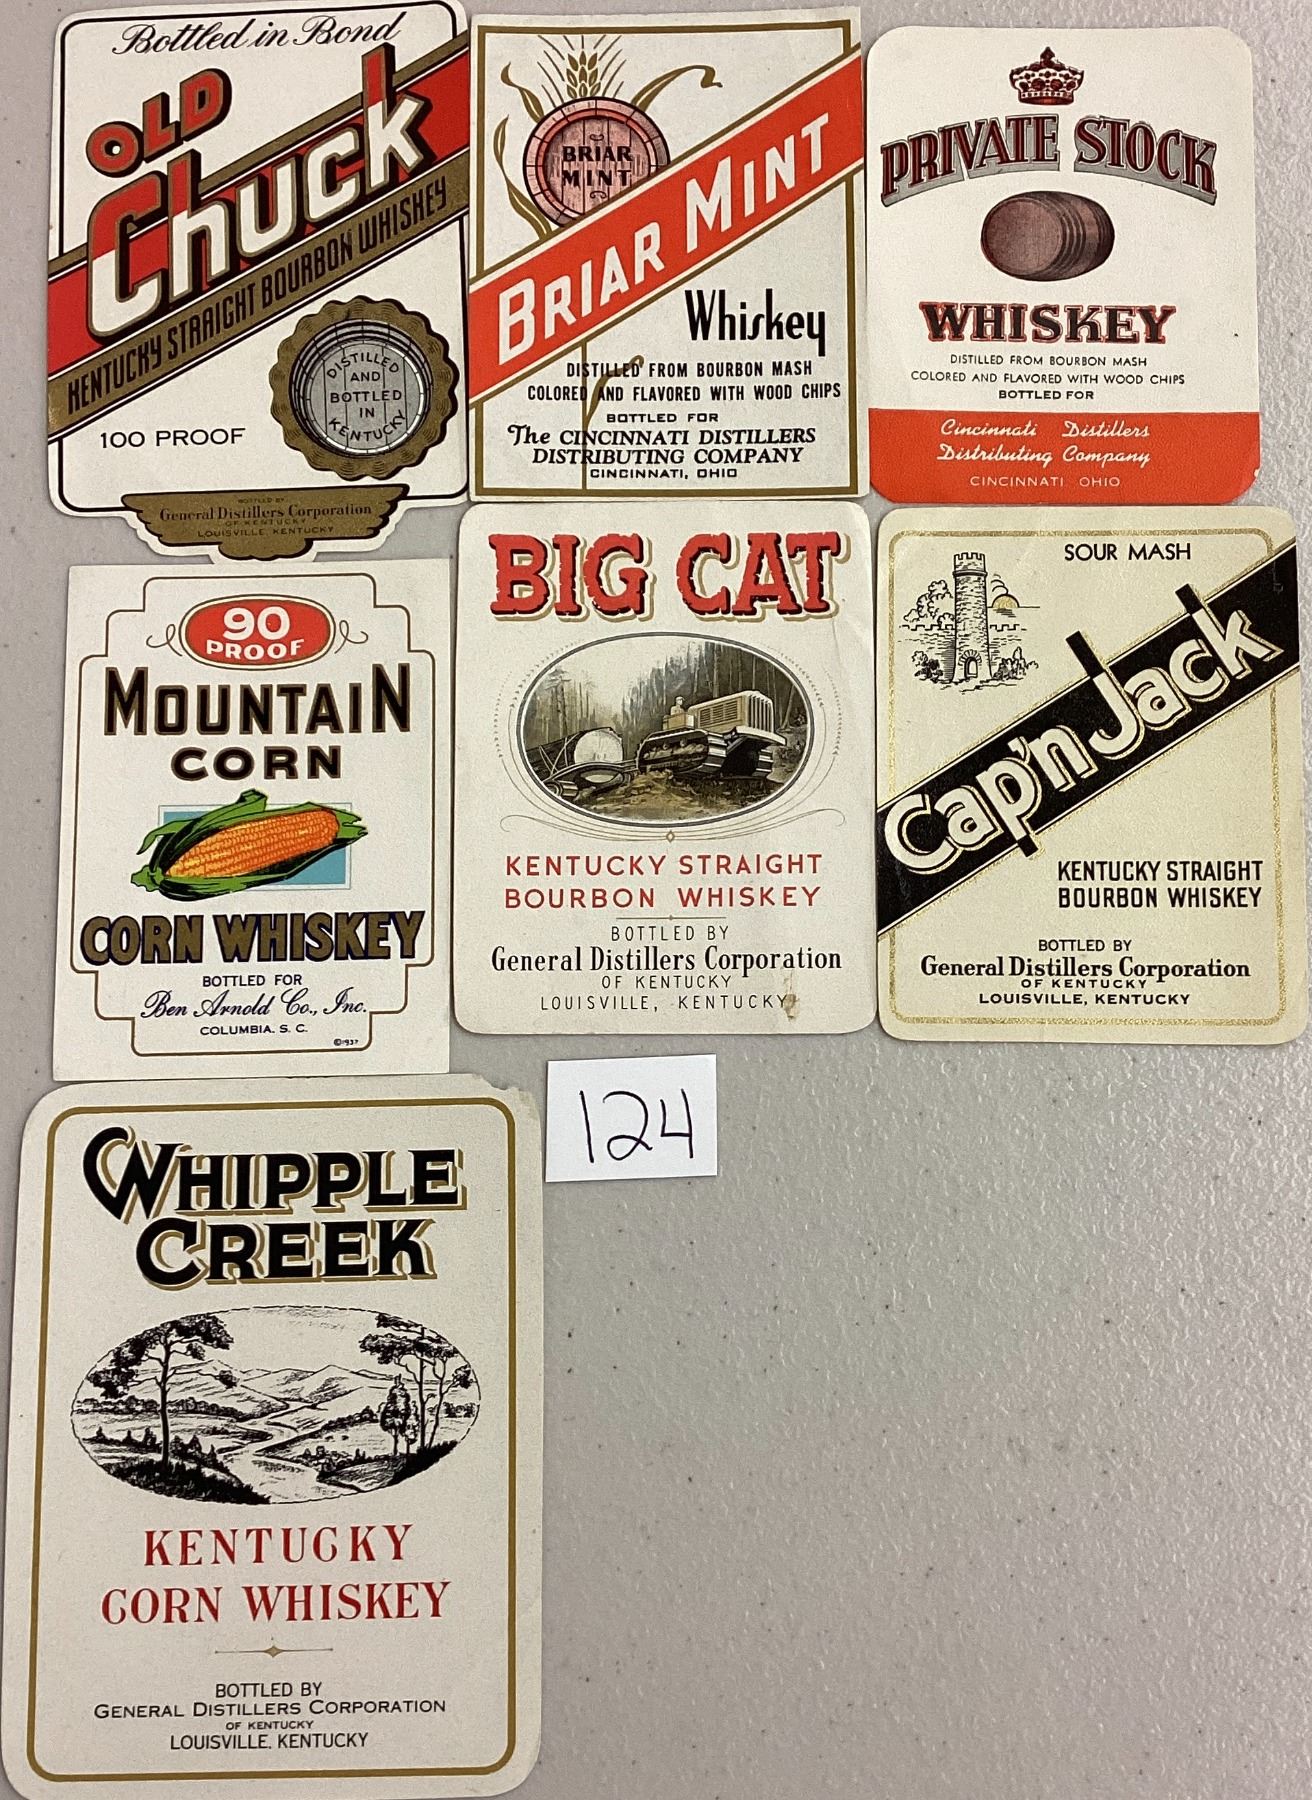 Bottled in Bond
OLD
Chuck
KENTUCKY STRAIGHT BOURBON WHISKEY
DISTILLED
AND
BOTTLED
IN
KENTUCKY
100 PROOF
BOTTLED BY
General Distillers Corporation
OF KENTUCKY
LOUISVILLE, KENTUCKY
BRIAR
MINT
BRIAR MINT
Whiskey
DISTILLED FROM BOURBON MASH
COLORED AND FLAVORED WITH WOOD CHIPS
BOTTLED FOR
The CINCINNATI DISTILLERS
DISTRIBUTING COMPANY
CINCINNATI, OHIO
PRIVATE STOCK
WHISKEY
DISTILLED FROM BOURBON MASH
COLORED AND FLAVORED WITH WOOD CHIPS
BOTTLED FOR
Cincinnati Distillers
Distributing Company
CINCINNATI OHIO
90
PROOF
MOUNTAIN
CORN
CORN WHISKEY
BOTTLED FOR
Ben Arnold Co., Inc.
COLUMBIA. S. C.
©1937
BIG CAT
KENTUCKY STRAIGHT
BOURBON WHISKEY
BOTTLED BY
General Distillers Corporation
OF KENTUCKY
LOUISVILLE, KENTUCKY
SOUR MASH
Cap'n Jack
KENTUCKY STRAIGHT
BOURBON WHISKEY
BOTTLED BY
General Distillers Corporation
OF KENTUCKY
LOUISVILLE, KENTUCKY
124
WHIPPLE
CREEK
KENTUCKY
CORN WHISKEY
BOTTLED BY
GENERAL DISTILLERS CORPORATION
OF KENTUCKY
LOUISVILLE, KENTUCKY